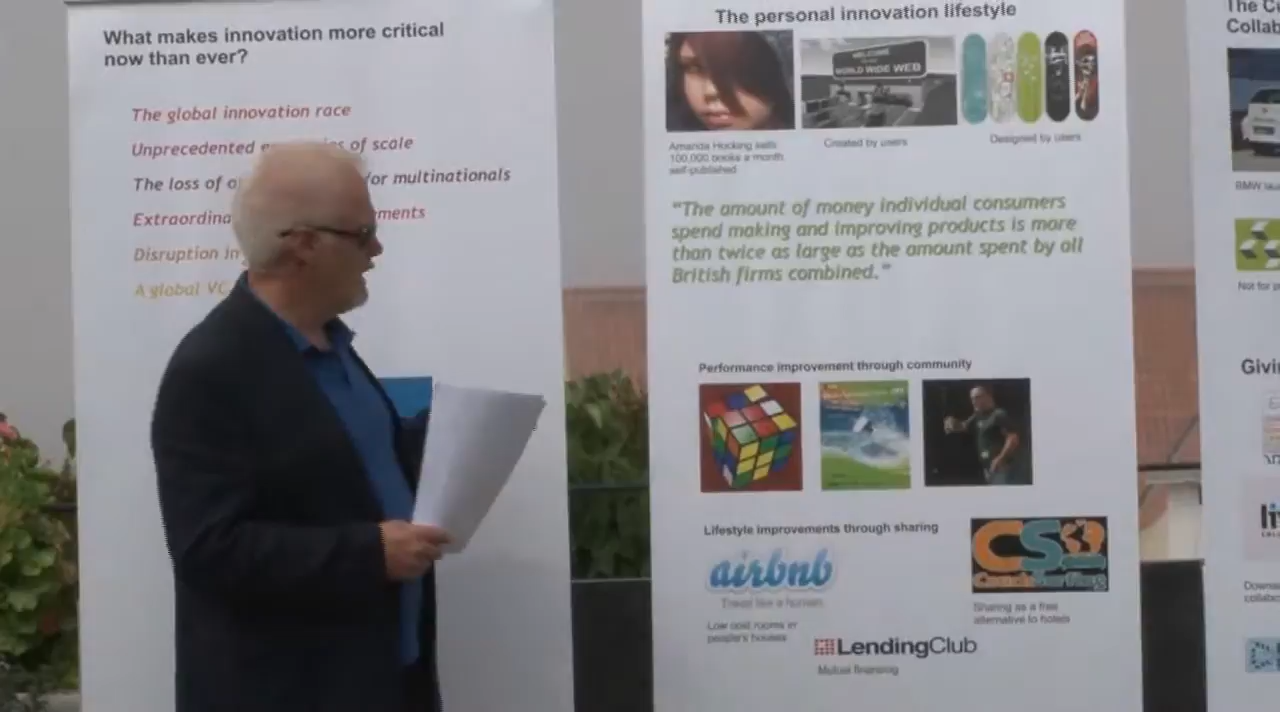 What makes innovation more critical
now than ever?
The global innovation race
Unprecedented of scale
The loss of for multinationals
Disruption in
A global VC
The personal innovation lifestyle
WELCOME
WORLD WIDE WEB
Amanda Hocking sells
100,000 books a month
self-published
Created by users
Designed by users
"The amount of money individual consumers
spend making and improving products is more
than twice as large as the amount spent by all
British firms combined."
Performance improvement through community
Lifestyle improvements through sharing
airbnb
Travel like a human
Low cost rooms in
people's houses
CS
CouchSurfing
Sharing as a free
alternative to hotels
LendingClub
Mutual financing
The
Collab
BMW
Not for